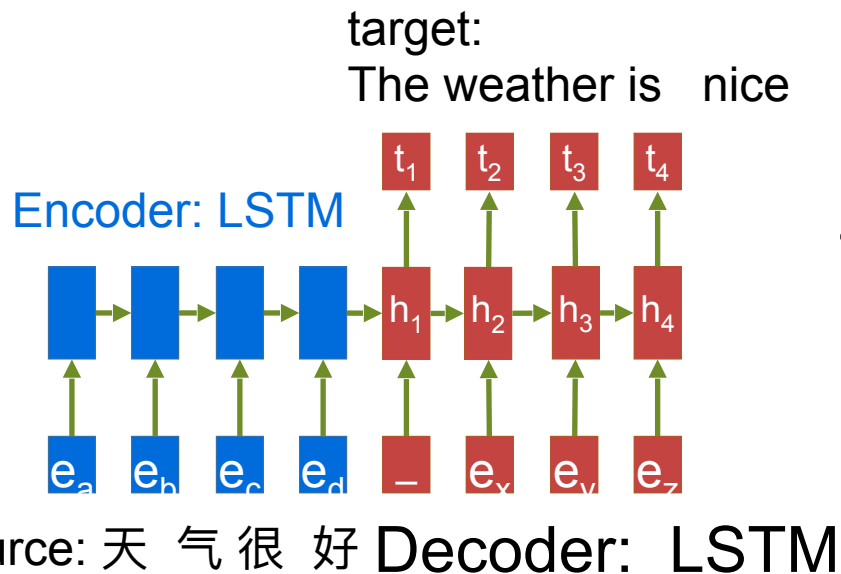 target:
The weather is nice
t1 t2 t3 t4
Encoder: LSTM
h1 h2 h3 h4
ea eb ec ed _ ex ey ez
urce: 天 气 很 好 Decoder: LSTM